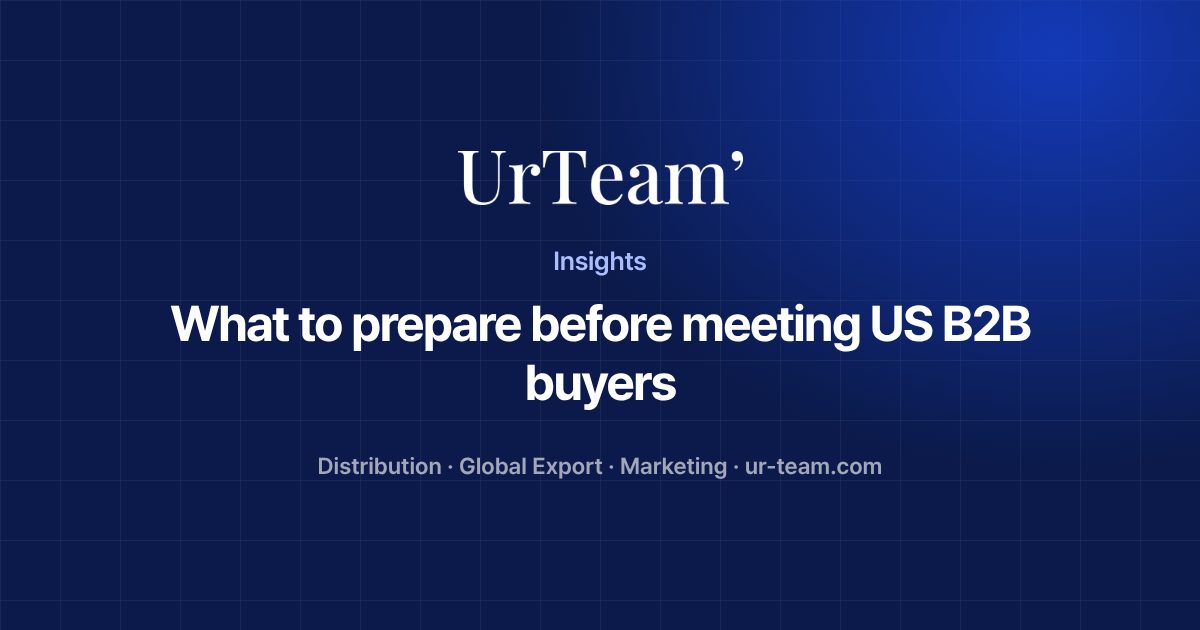 UrTeam’
Insights
What to prepare before meeting US B2B
buyers
Distribution · Global Export · Marketing · ur-team.com